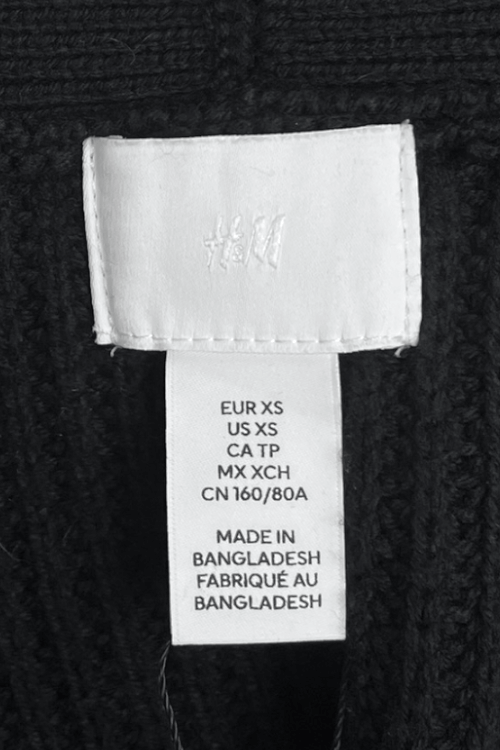 H&M
EUR XS
US XS
CA TP
MX XCH
CN 160/80A
MADE IN
BANGLADESH
FABRIQUÉ AU
BANGLADESH